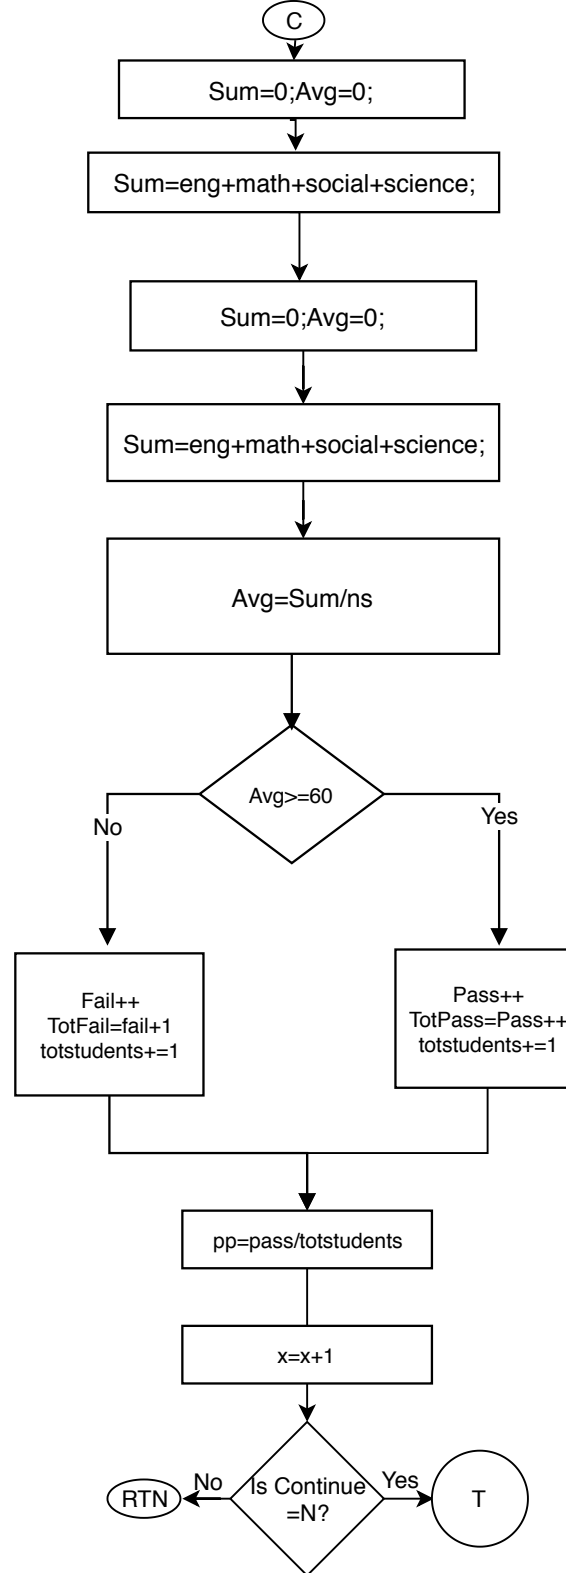 C
Sum=0;Avg=0;
Sum=eng+math+social+science;
Sum=0;Avg=0;
Sum=eng+math+social+science;
Avg=Sum/ns
Avg>=60
No
Yes
Fail++
TotFail=fail+1
totstudents+=1
Pass++
TotPass=Pass++
totstudents+=1
pp=pass/totstudents
x=x+1
Is Continue
=N?
No
Yes
RTN
T